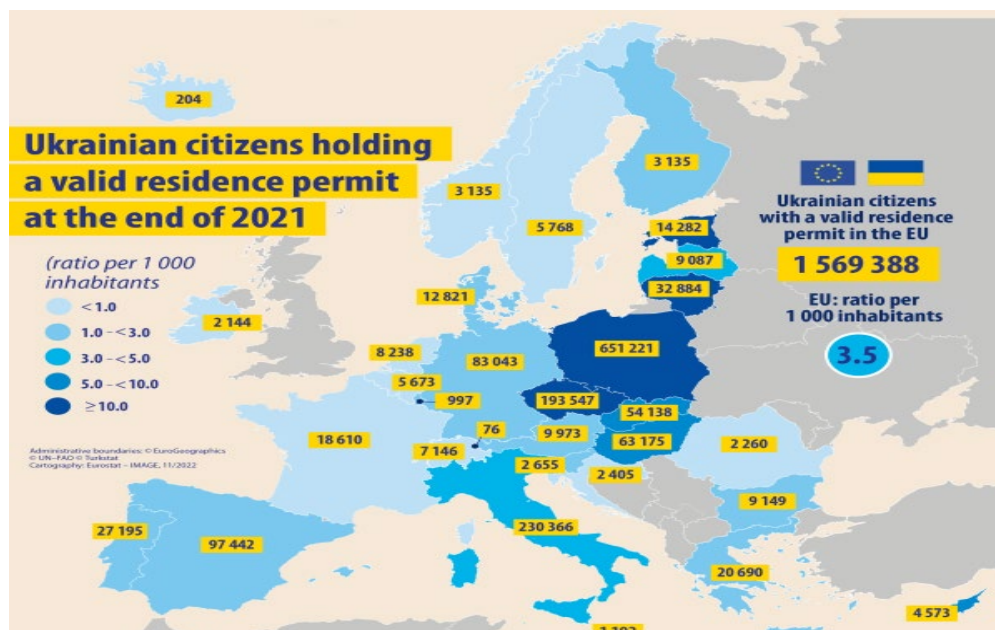 204
Ukrainian citizens holding
a valid residence permit
at the end of 2021
(ratio per 1 000
inhabitants
<1.0
1.0 - <3.0
3.0 - <5.0
5.0 - <10.0
≥10.0
Administrative boundaries: © EuroGeographics
© UN-FAO © Turkstat
Cartography: Eurostat - IMAGE, 11/2022
Ukrainian citizens
with a valid residence
permit in the EU
1 569 388
EU: ratio per
1 000 inhabitants
3.5
3 135
3 135
5 768
14 282
9 087
32 884
12 821
2 144
8 238
83 043
651 221
5 673
997
193 547
54 138
76
18 610
7 146
9 973
63 175
2 260
2 655
2 405
9 149
27 195
97 442
230 366
20 690
4 573